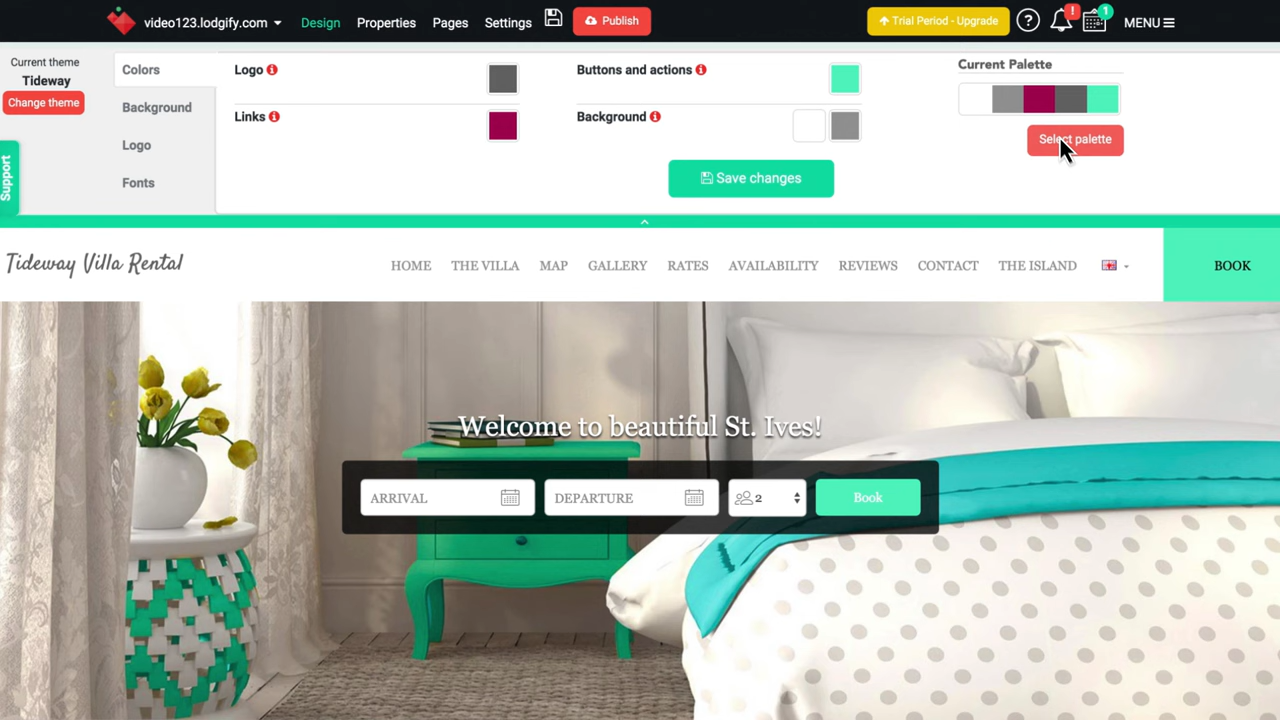 video123.lodgify.com
Design
Properties
Pages
Settings
Publish
Trial Period - Upgrade
?
!
1
MENU
Current theme
Tideway
Change theme
Support
Colors
Background
Logo
Fonts
Logo
Links
Buttons and actions
Background
Save changes
Current Palette
Select palette
Tideway Villa Rental
HOME
THE VILLA
MAP
GALLERY
RATES
AVAILABILITY
REVIEWS
CONTACT
THE ISLAND
BOOK
Welcome to beautiful St. Ives!
ARRIVAL
DEPARTURE
2
Book